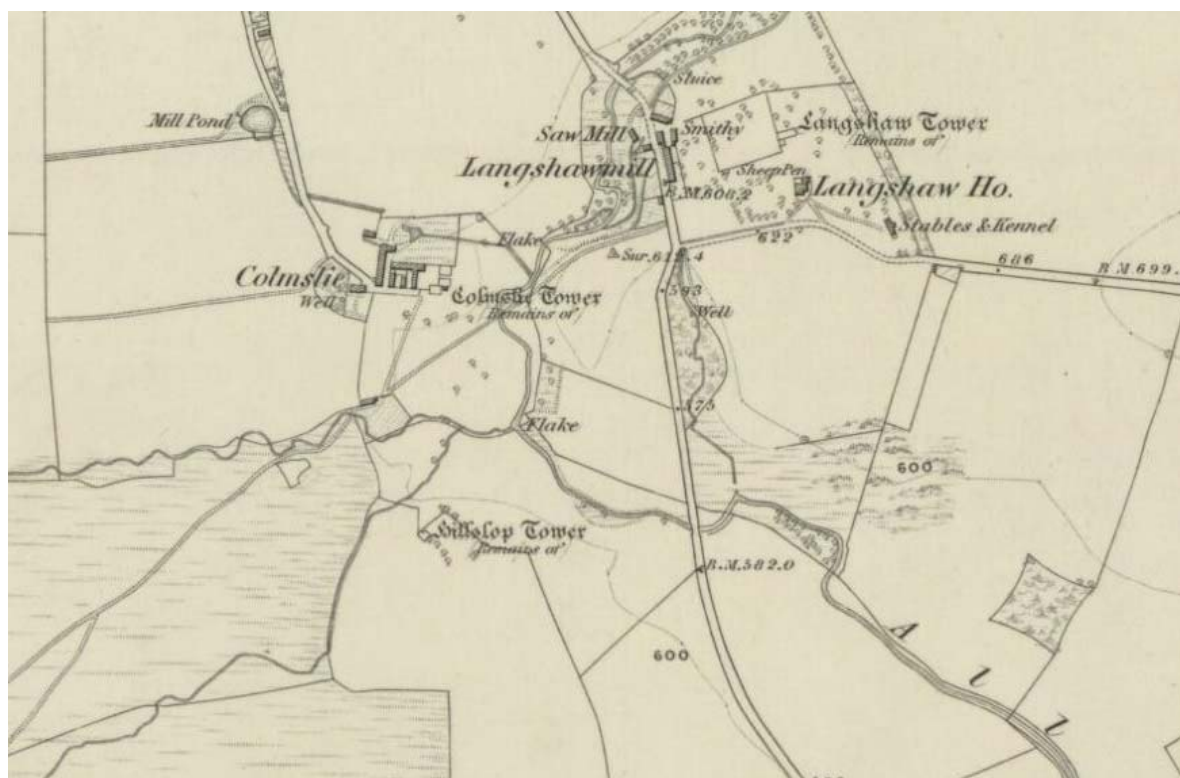 Sluice
Mill Pond
Saw Mill
Smithy
Langshaw Tower
Remains of
Langshawmill
Sheep Pen
B.M.608.2
Langshaw Ho.
Stables & Kennel
622
Flake
Sur.612.4
686
B.M.699.
Colmslie
Well
Colmslie Tower
Remains of
593
Well
575
Flake
600
Hillslop Tower
Remains of
B.M.582.0
600
A
l
l